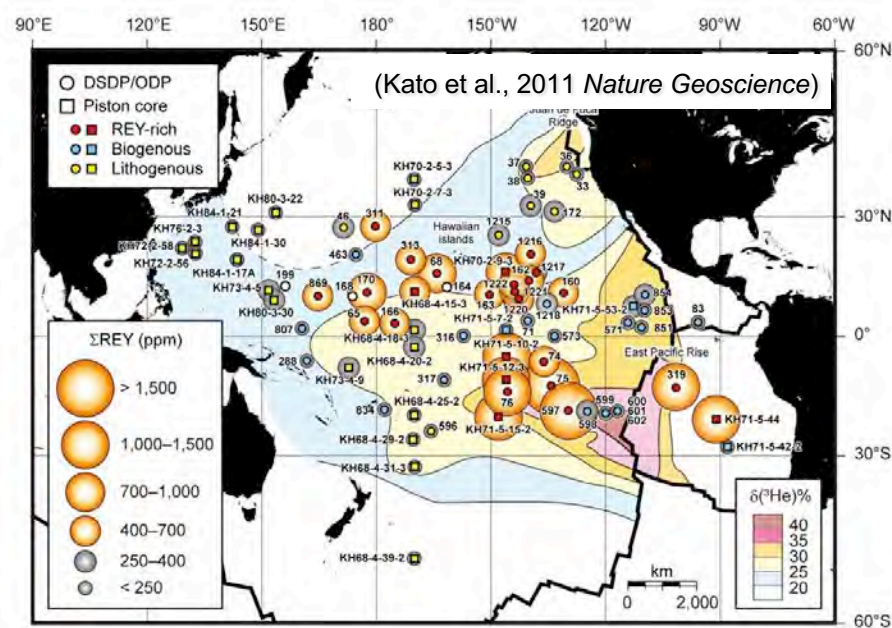 90°E 120°E 150°E 180° 150°W 120°W 90°W 60°W
60°N
(Kato et al., 2011 Nature Geoscience)
DSDP/ODP
Piston core
REY-rich
Biogenous
Lithogenous
Juan de Fuca
Ridge
KH70-2-5-3
37
36
38
33
KH70-2-7-3
39
KH80-3-22
172
30°N
KH84-1-21
46
311
1215
KH76-2-3
Hawaiian
islands
KH72-2-58
KH84-1-30
463
313
1216
KH72-2-56
KH70-2-9-3
1217
KH84-1-17A
68
162
199
170
164
1222
160
KH73-4-5
869
168
KH68-4-15-3
163
1221
854
KH71-5-53-2
1220
1218
853
KH80-3-30
65
166
KH71-5-7-2
83
807
KH68-4-18-3
316
71
573
571
851
0°
KH71-5-10-2
288
KH68-4-20-2
74
East Pacific Rise
KH73-4-9
317
KH71-5-12-3
75
319
KH68-4-25-2
76
599
600
834
597
601
KH71-5-44
598
602
596
KH71-5-15-2
KH68-4-29-2
KH71-5-42-2
30°S
KH68-4-31-3
KH68-4-39-2
60°S
ΣREY (ppm)
> 1,500
1,000–1,500
700–1,000
400–700
250–400
< 250
km
0 2,000
δ(³He)%
40
35
30
25
20